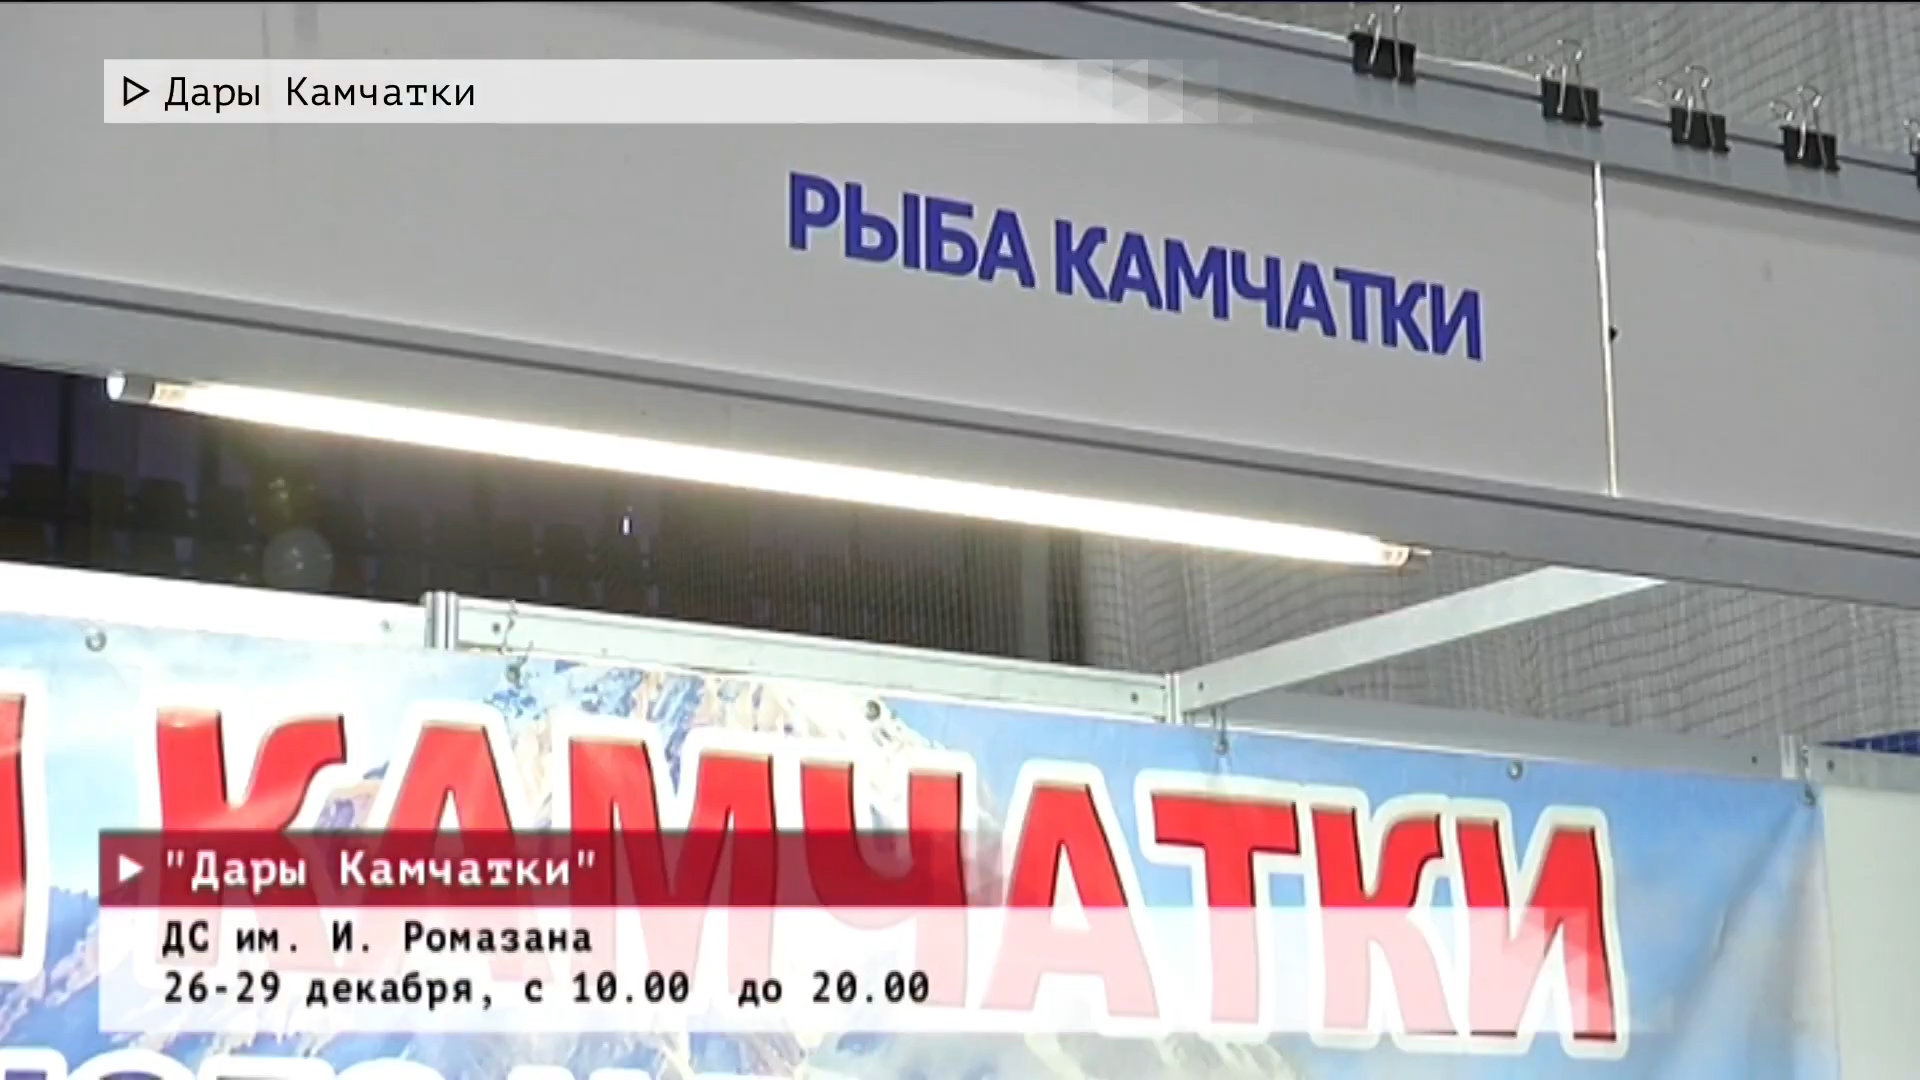 Дары Камчатки
РЫБА КАМЧАТКИ
КАМЧАТКИ
"Дары Камчатки"
ДС им. И. Ромазана
26-29 декабря, с 10.00 до 20.00